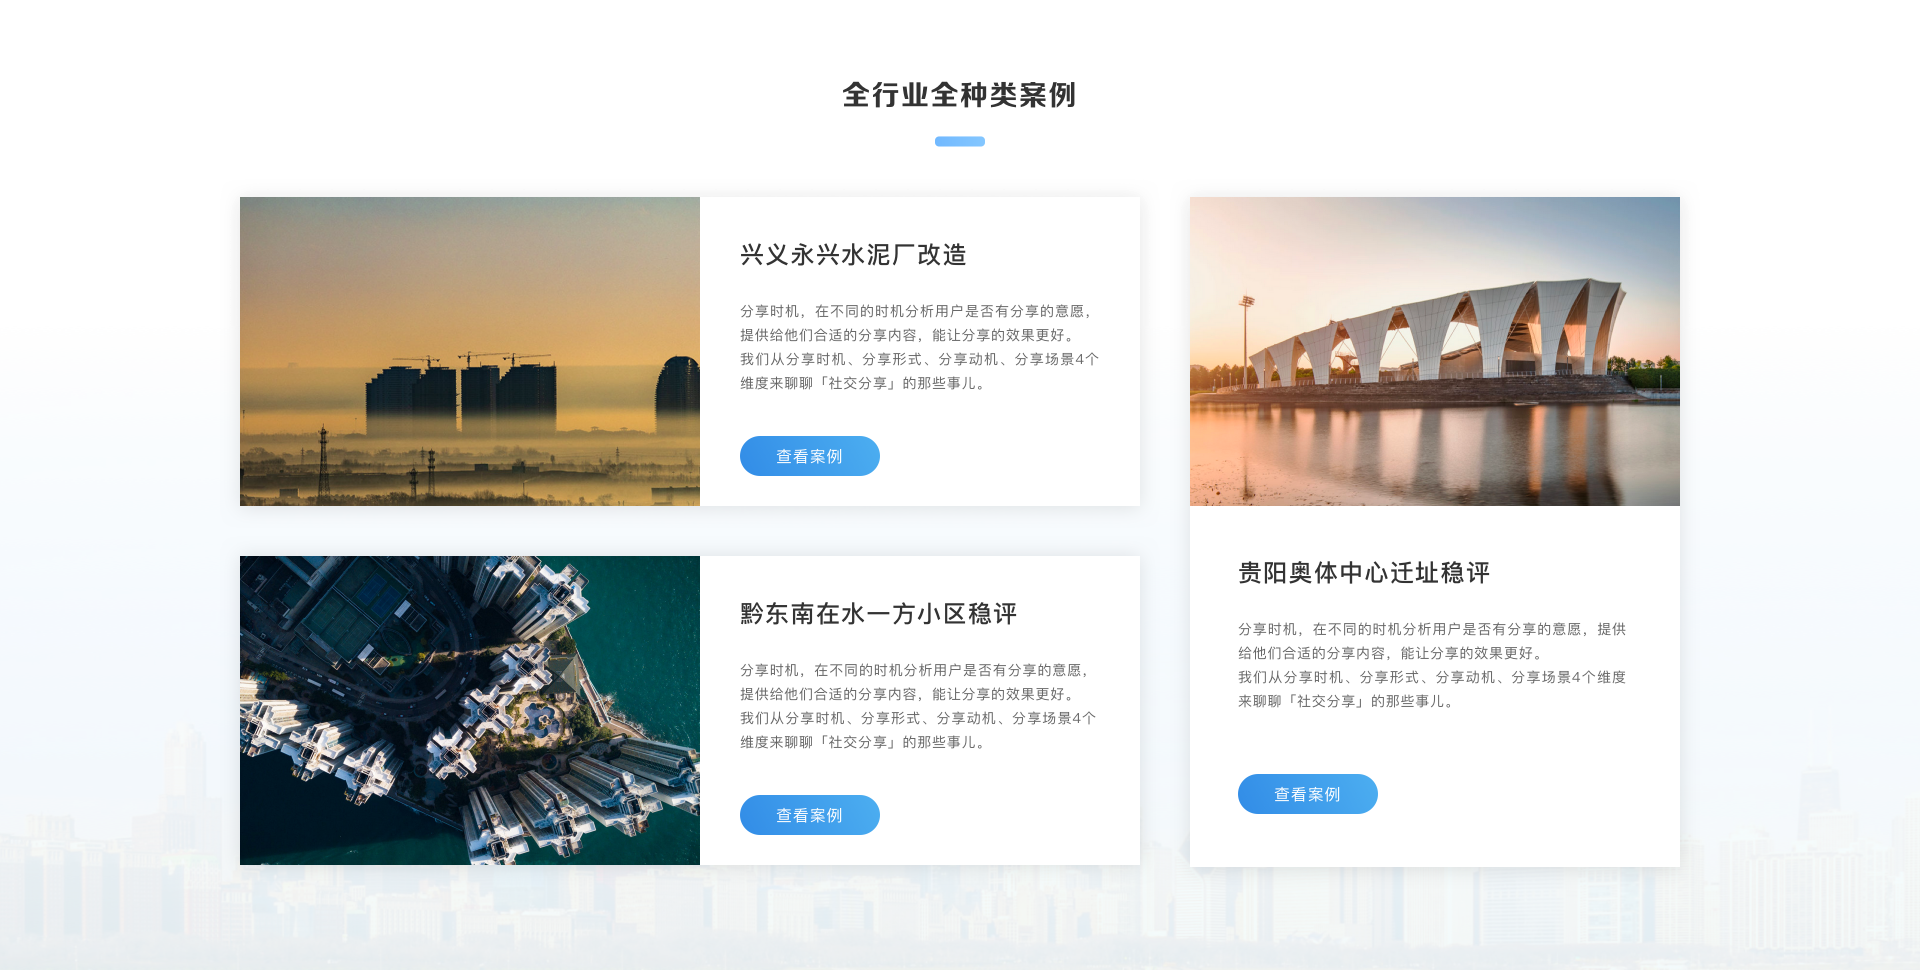 全行业全种类案例
兴义永兴水泥厂改造
分享时机，在不同的时机分析用户是否有分享的意愿，
提供给他们合适的分享内容，能让分享的效果更好。
我们从分享时机、分享形式、分享动机、分享场景4个
维度来聊聊「社交分享」的那些事儿。
查看案例
黔东南在水一方小区稳评
分享时机，在不同的时机分析用户是否有分享的意愿，
提供给他们合适的分享内容，能让分享的效果更好。
我们从分享时机、分享形式、分享动机、分享场景4个
维度来聊聊「社交分享」的那些事儿。
查看案例
贵阳奥体中心迁址稳评
分享时机，在不同的时机分析用户是否有分享的意愿，提供
给他们合适的分享内容，能让分享的效果更好。
我们从分享时机、分享形式、分享动机、分享场景4个维度
来聊聊「社交分享」的那些事儿。
查看案例